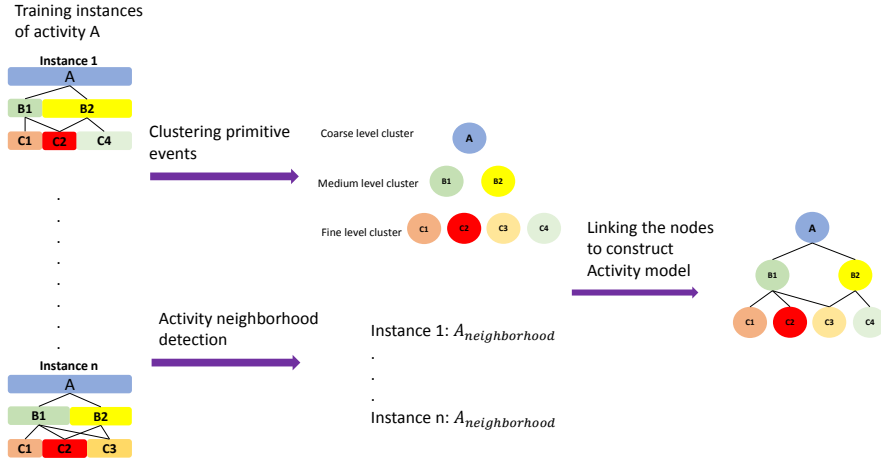 Training instances
of activity A
Instance 1
A
B1 B2
C1 C2 C4
.
.
.
.
.
.
.
.
Instance n
A
B1 B2
C1 C2 C3
Clustering primitive
events
Activity neighborhood
detection
Coarse level cluster
A
Medium level cluster
B1 B2
Fine level cluster
C1 C2 C3 C4
Instance 1: A_neighborhood
.
.
.
Instance n: A_neighborhood
Linking the nodes
to construct
Activity model
A
B1 B2
C1 C2 C3 C4